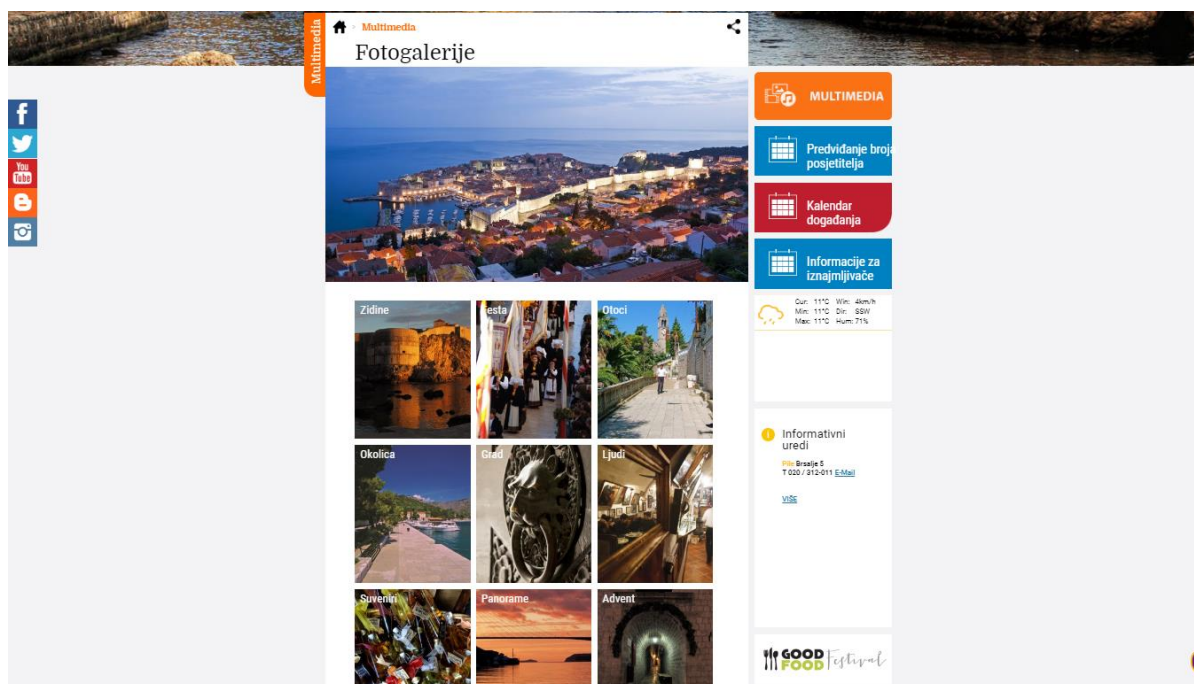 Multimedia
Multimedia
Fotogalerije
MULTIMEDIA
You
Tube
Predviđanje broja
posjetitelja
Kalendar
događanja
Informacije za
iznajmljivače
Cur: 11°C Win: 4km/h
Min: 11°C Dir: SSW
Max: 11°C Hum: 71%
Zidine
Festa
Otoci
Informativni
uredi
Pile Brsalje 5
T 020 / 312-011 E-Mail
VIŠE
Okolica
Grad
Ljudi
Suveniri
Panorame
Advent
GOOD
FOOD Festival